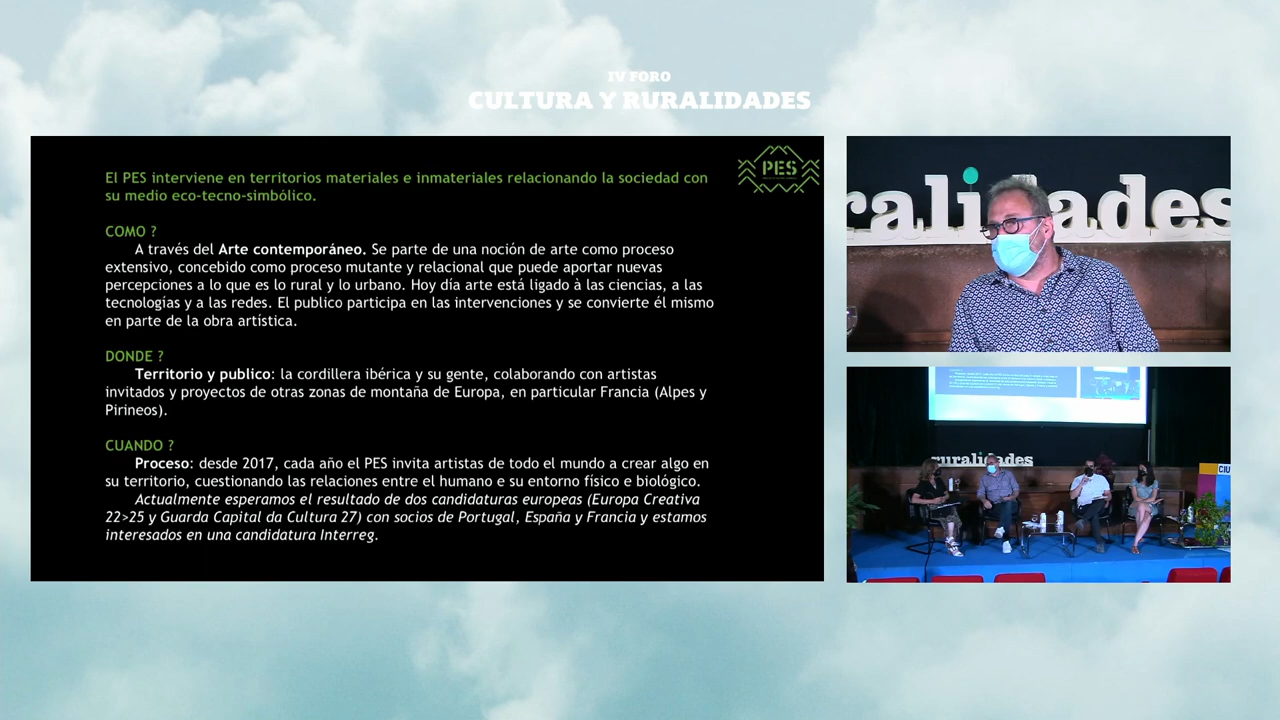 IV FORO
CULTURA Y RURALIDADES
PES
El PES interviene en territorios materiales e inmateriales relacionando la sociedad con
su medio eco-tecno-simbólico.
COMO ?
A través del Arte contemporáneo. Se parte de una noción de arte como proceso
extensivo, concebido como proceso mutante y relacional que puede aportar nuevas
percepciones a lo que es lo rural y lo urbano. Hoy día arte está ligado à las ciencias, a las
tecnologias y a las redes. El publico participa en las intervenciones y se convierte él mismo
en parte de la obra artística.
DONDE ?
Territorio y publico: la cordillera ibérica y su gente, colaborando con artistas
invitados y proyectos de otras zonas de montaña de Europa, en particular Francia (Alpes y
Pirineos).
CUANDO ?
Proceso: desde 2017, cada año el PES invita artistas de todo el mundo a crear algo en
su territorio, cuestionando las relaciones entre el humano e su entorno físico e biológico.
Actualmente esperamos el resultado de dos candidaturas europeas (Europa Creativa
22>25 y Guarda Capital da Cultura 27) con socios de Portugal, España y Francia y estamos
interesados en una candidatura Interreg.
ralidades
ruralidades
CIU